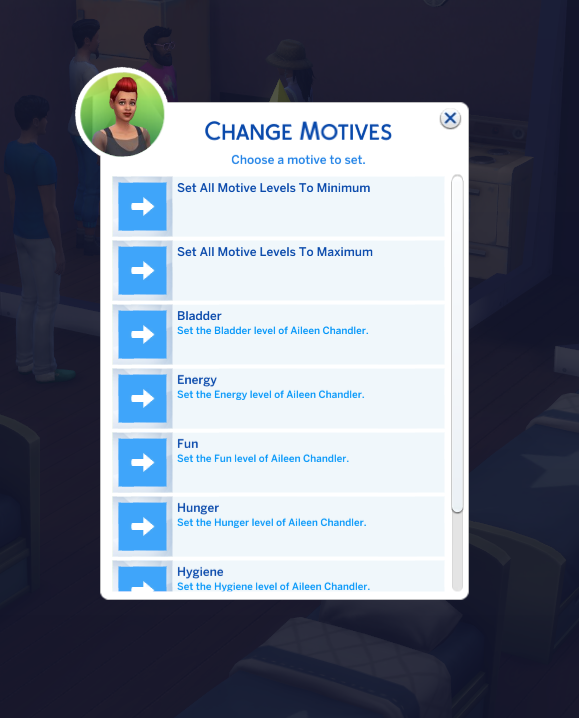 Change Motives
Choose a motive to set.
Set All Motive Levels To Minimum
Set All Motive Levels To Maximum
Bladder
Set the Bladder level of Aileen Chandler.
Energy
Set the Energy level of Aileen Chandler.
Fun
Set the Fun level of Aileen Chandler.
Hunger
Set the Hunger level of Aileen Chandler.
Hygiene
Set the Hygiene level of Aileen Chandler.